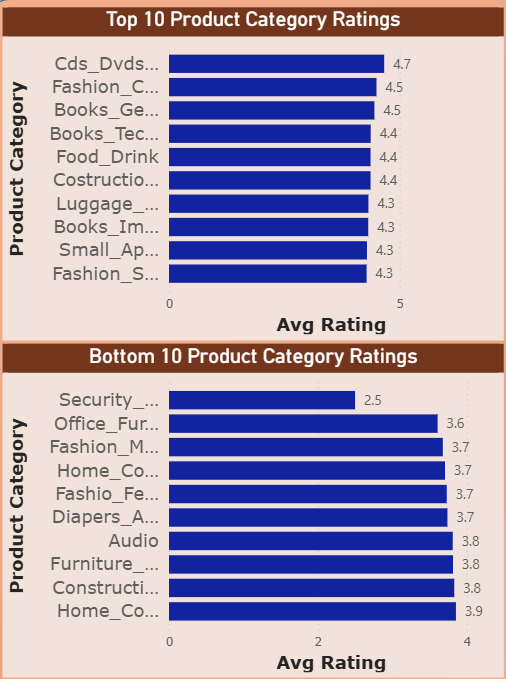 Top 10 Product Category Ratings
Product Category
Cds_Dvds... 4.7
Fashion_C... 4.5
Books_Ge... 4.5
Books_Tec... 4.4
Food_Drink 4.4
Costructio... 4.4
Luggage_... 4.3
Books_Im... 4.3
Small_Ap... 4.3
Fashion_S... 4.3
0 5
Avg Rating
Bottom 10 Product Category Ratings
Product Category
Security_... 2.5
Office_Fur... 3.6
Fashion_M... 3.7
Home_Co... 3.7
Fashio_Fe... 3.7
Diapers_A... 3.7
Audio 3.8
Furniture_... 3.8
Constructi... 3.8
Home_Co... 3.9
0 2 4
Avg Rating